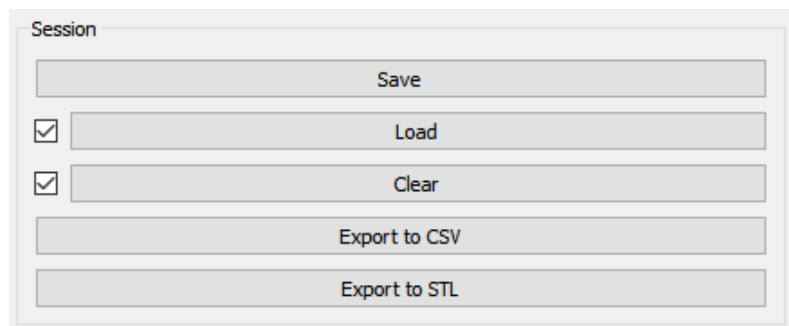 Session
Save
Load
Clear
Export to CSV
Export to STL